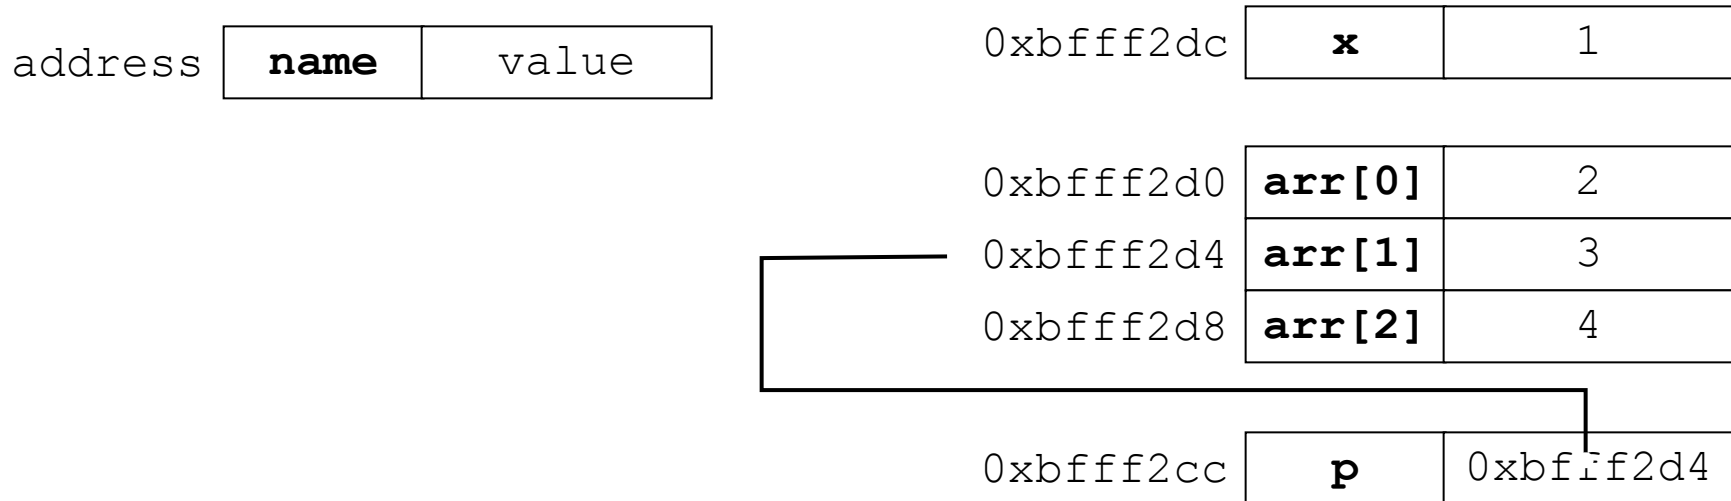 address name value
0xbfff2dc x 1
0xbfff2d0 arr[0] 2
0xbfff2d4 arr[1] 3
0xbfff2d8 arr[2] 4
0xbfff2cc p 0xbfff2d4